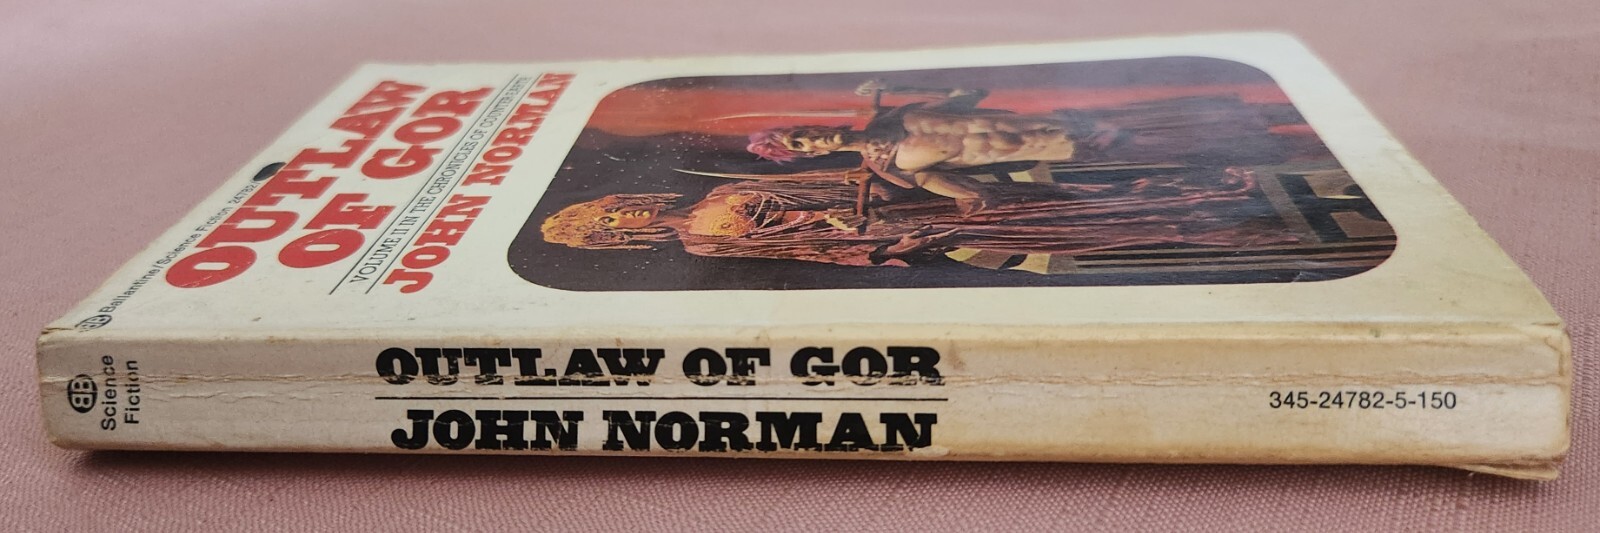 Ballantine/Science Fiction 24782
OUTLAW
OF GOR
VOLUME II IN THE CHRONICLES OF COUNTER-EARTH
JOHN NORMAN
BB
Science
Fiction
OUTLAW OF GOR
JOHN NORMAN
345-24782-5-150